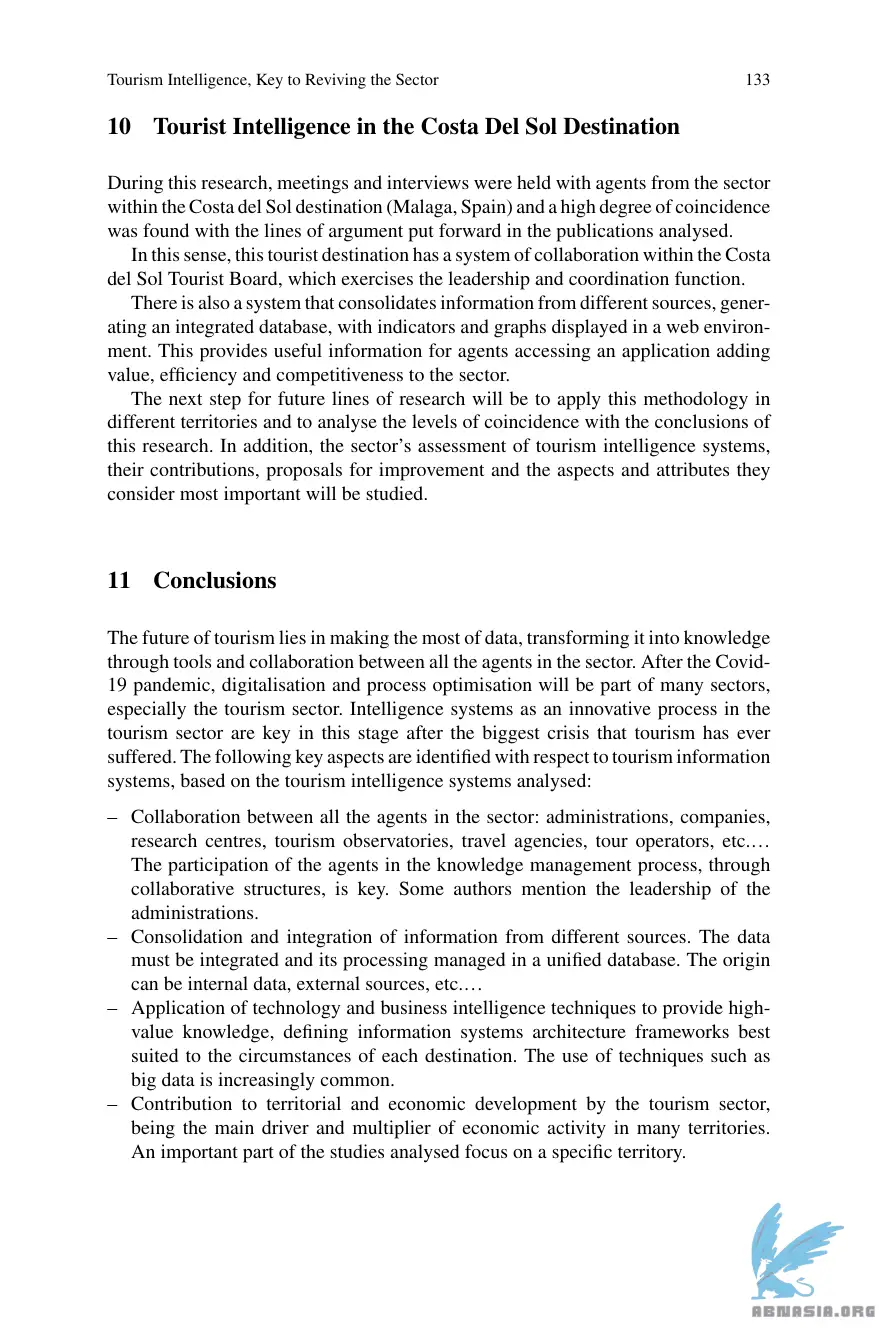 Tourism Intelligence, Key to Reviving the Sector 133
10 Tourist Intelligence in the Costa Del Sol Destination
During this research, meetings and interviews were held with agents from the sector
within the Costa del Sol destination (Malaga, Spain) and a high degree of coincidence
was found with the lines of argument put forward in the publications analysed.
In this sense, this tourist destination has a system of collaboration within the Costa
del Sol Tourist Board, which exercises the leadership and coordination function.
There is also a system that consolidates information from different sources, gener-
ating an integrated database, with indicators and graphs displayed in a web environ-
ment. This provides useful information for agents accessing an application adding
value, efficiency and competitiveness to the sector.
The next step for future lines of research will be to apply this methodology in
different territories and to analyse the levels of coincidence with the conclusions of
this research. In addition, the sector's assessment of tourism intelligence systems,
their contributions, proposals for improvement and the aspects and attributes they
consider most important will be studied.
11 Conclusions
The future of tourism lies in making the most of data, transforming it into knowledge
through tools and collaboration between all the agents in the sector. After the Covid-
19 pandemic, digitalisation and process optimisation will be part of many sectors,
especially the tourism sector. Intelligence systems as an innovative process in the
tourism sector are key in this stage after the biggest crisis that tourism has ever
suffered. The following key aspects are identified with respect to tourism information
systems, based on the tourism intelligence systems analysed:
– Collaboration between all the agents in the sector: administrations, companies,
research centres, tourism observatories, travel agencies, tour operators, etc.…
The participation of the agents in the knowledge management process, through
collaborative structures, is key. Some authors mention the leadership of the
administrations.
– Consolidation and integration of information from different sources. The data
must be integrated and its processing managed in a unified database. The origin
can be internal data, external sources, etc.…
– Application of technology and business intelligence techniques to provide high-
value knowledge, defining information systems architecture frameworks best
suited to the circumstances of each destination. The use of techniques such as
big data is increasingly common.
– Contribution to territorial and economic development by the tourism sector,
being the main driver and multiplier of economic activity in many territories.
An important part of the studies analysed focus on a specific territory.
ABNASIA.ORG